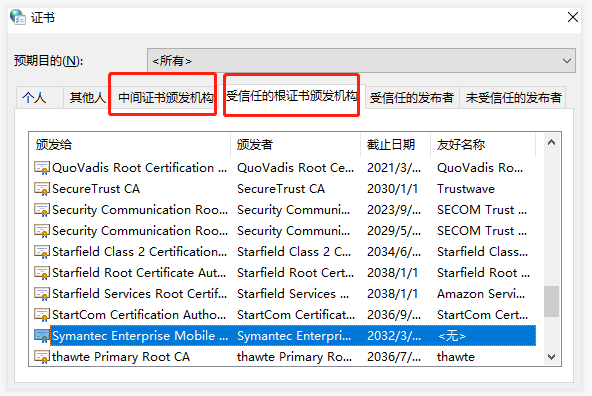 证书
预期目的(N): <所有>
个人 其他人 中间证书颁发机构 受信任的根证书颁发机构 受信任的发布者 未受信任的发布者
颁发给 颁发者 截止日期 友好名称
QuoVadis Root Certification ... QuoVadis Root Ce... 2021/3/... QuoVadis Ro...
SecureTrust CA SecureTrust CA 2030/1/1 Trustwave
Security Communication Roo... Security Communi... 2023/9/... SECOM Trust ...
Security Communication Roo... Security Communi... 2029/5/... SECOM Trust ...
Starfield Class 2 Certification... Starfield Class 2 C... 2034/6/... Starfield Class...
Starfield Root Certificate Aut... Starfield Root Cert... 2038/1/1 Starfield Root ...
Starfield Services Root Certif... Starfield Services ... 2038/1/1 Amazon Servi...
StartCom Certification Autho... StartCom Certificat... 2036/9/... StartCom Cert...
Symantec Enterprise Mobile ... Symantec Enterpri... 2032/3/... <无>
thawte Primary Root CA thawte Primary Ro... 2036/7/... thawte